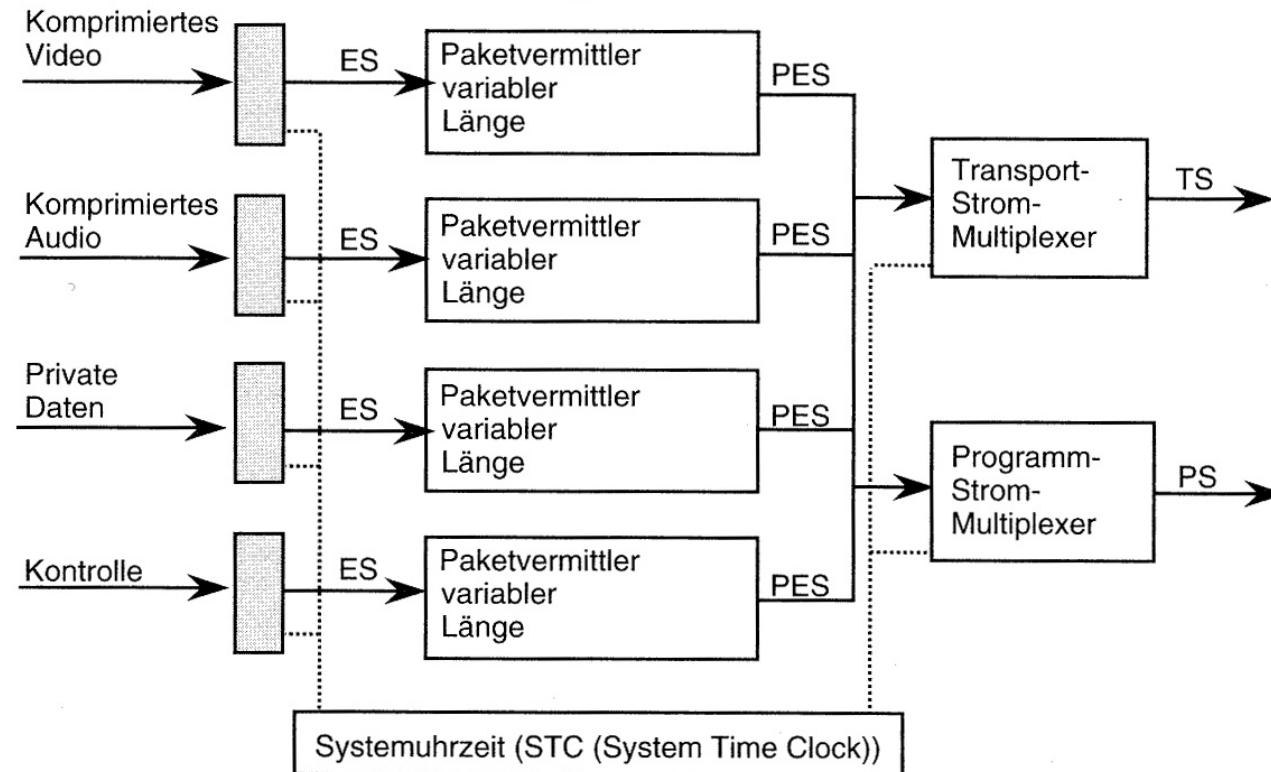 Komprimiertes
Video
ES
Paketvermittler
variabler
Länge
PES
Komprimiertes
Audio
ES
Paketvermittler
variabler
Länge
PES
Transport-
Strom-
Multiplexer
TS
Private
Daten
ES
Paketvermittler
variabler
Länge
PES
Programm-
Strom-
Multiplexer
PS
Kontrolle
ES
Paketvermittler
variabler
Länge
PES
Systemuhrzeit (STC (System Time Clock))